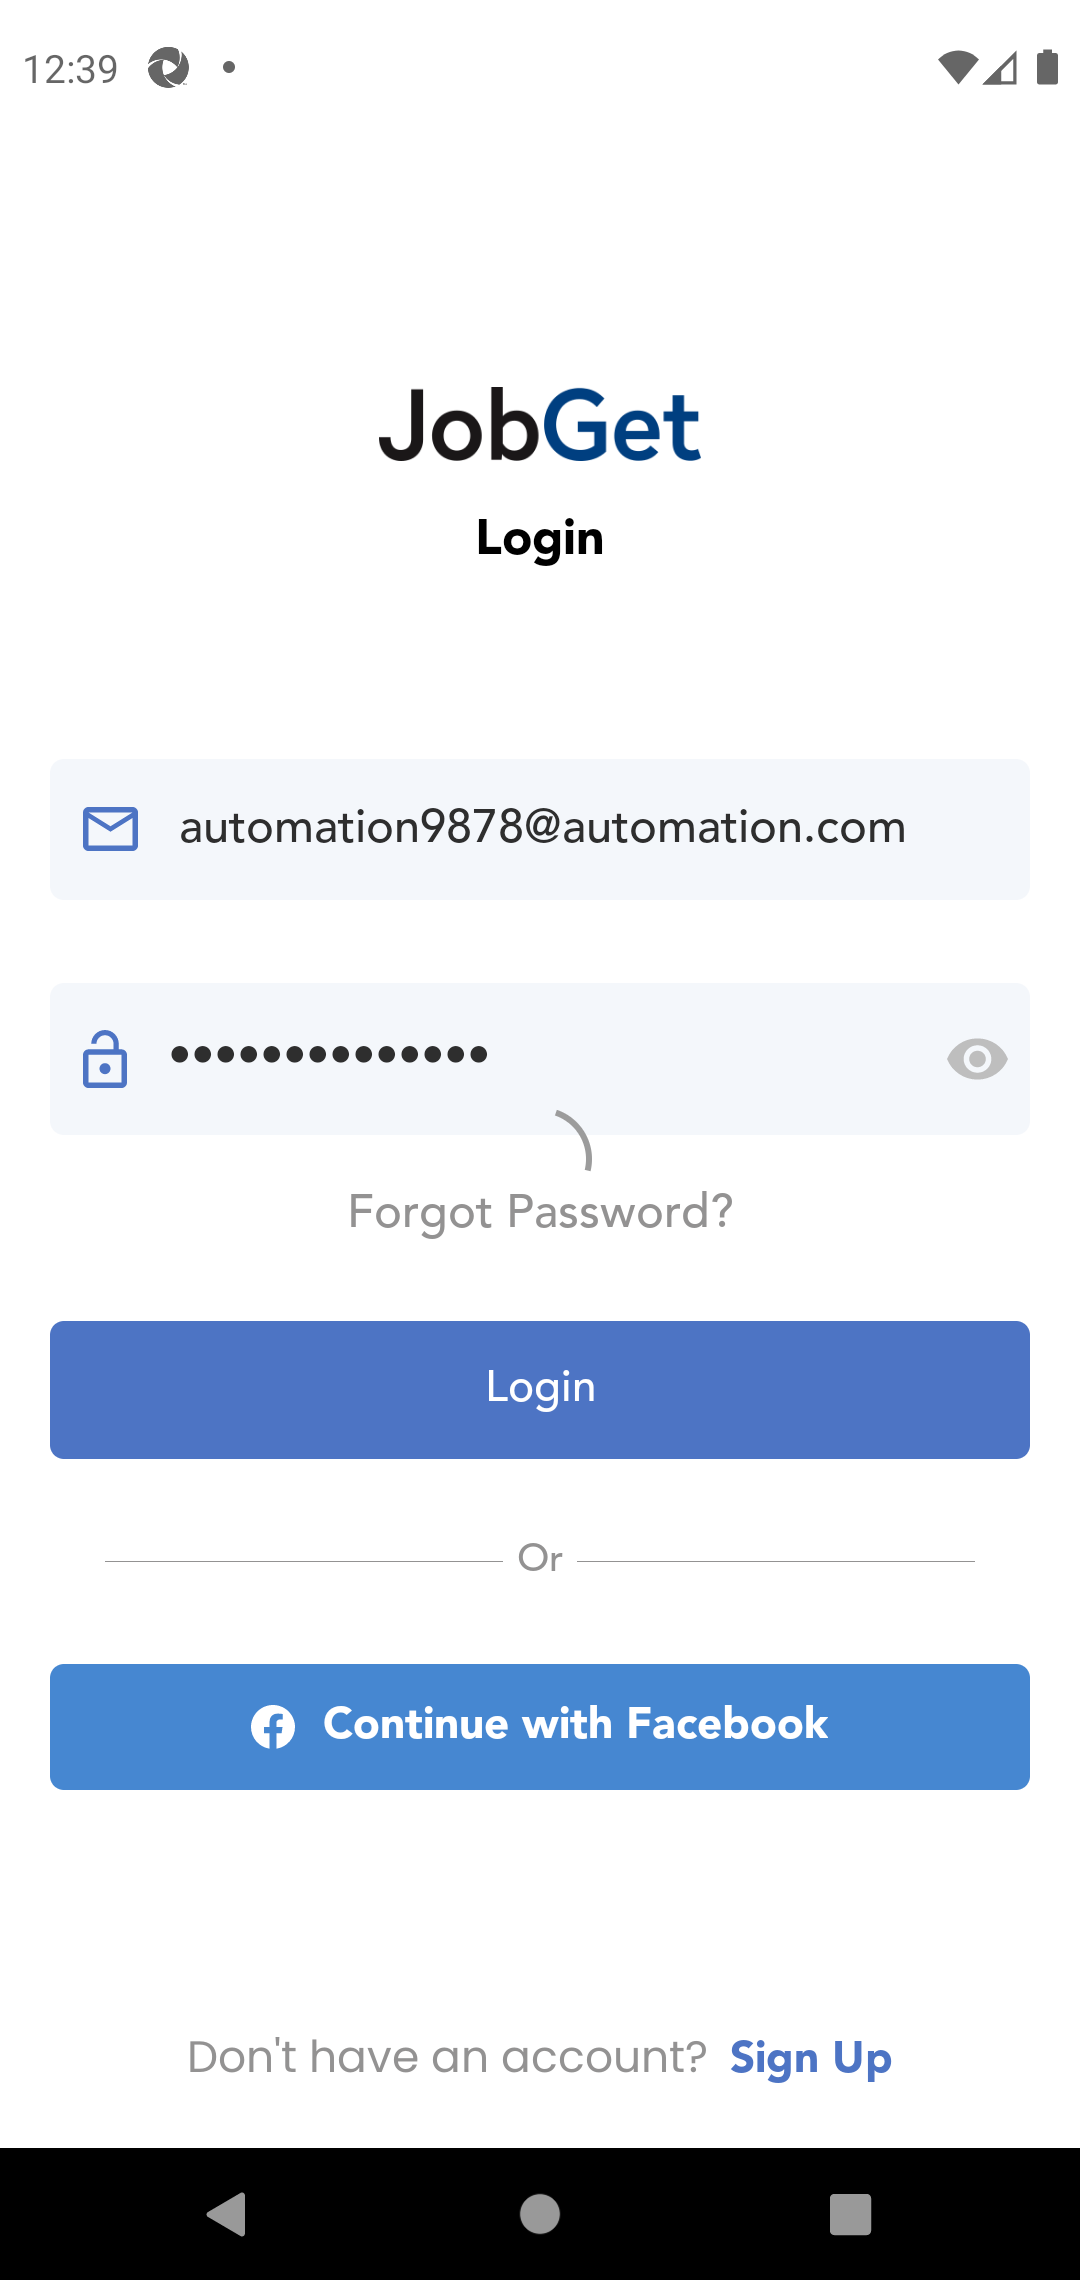 12:39
JobGet
Login
automation9878@automation.com
••••••••••••••
Forgot Password?
Login
Or
Continue with Facebook
Don't have an account? Sign Up